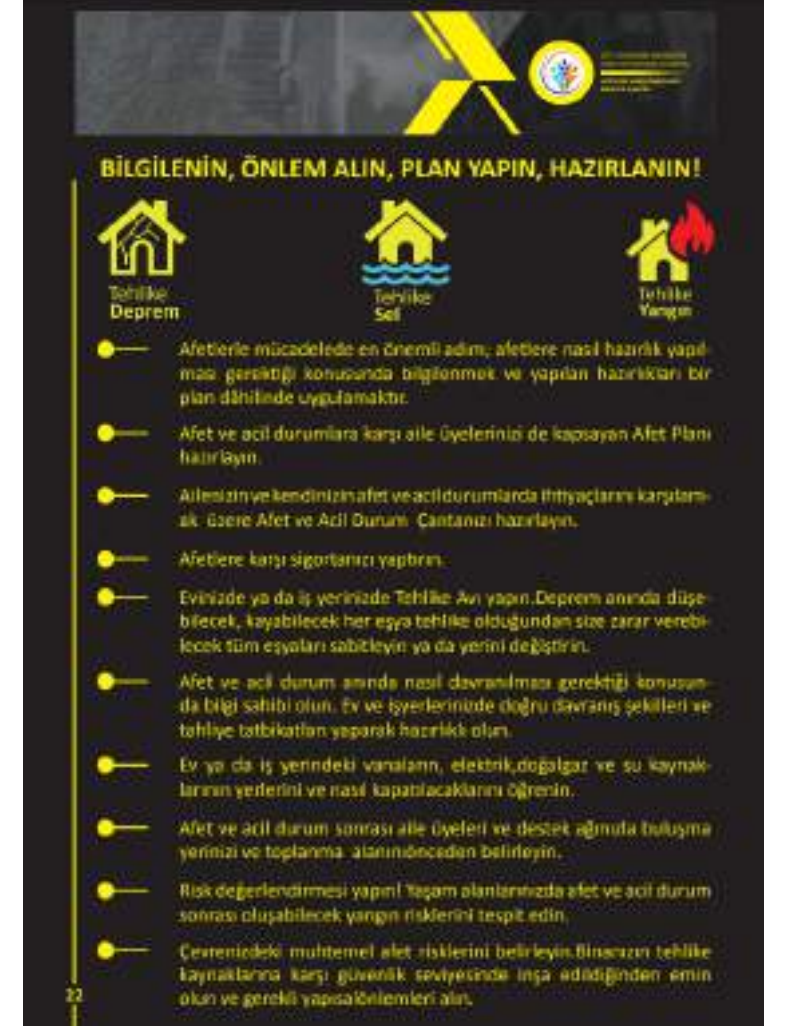 BİLGİLENİN, ÖNLEM ALIN, PLAN YAPIN, HAZIRLANIN!
Tehlike
Deprem
Tehlike
Sel
Tehlike
Yangın
Afetlerle mücadelede en önemli adım, afetlere nasıl hazırlık yapıl-
ması gerektiği konusunda bilgilenmek ve yapılan hazırlıkları bir
plan dâhilinde uygulamaktır.
Afet ve acil durumlara karşı aile üyelerinizi de kapsayan Afet Planı
hazırlayın.
Ailenizin ve kendinizin afet ve acil durumlarda ihtiyaçlarını karşılam-
ak üzere Afet ve Acil Durum Çantanızı hazırlayın.
Afetlere karşı sigortanızı yaptırın.
Evinizde ya da iş yerinizde Tehlike Avı yapın.Deprem anında düşe-
bilecek, kayabilecek her eşya tehlike olduğundan size zarar verebi-
lecek tüm eşyaları sabitleyin ya da yerini değiştirin.
Afet ve acil durum anında nasıl davranılması gerektiği konusun-
da bilgi sahibi olun. Ev ve işyerlerinizde doğru davranış şekilleri ve
tahliye tatbikatları yaparak hazırlıklı olun.
Ev ya da iş yerindeki vanaların, elektrik,doğalgaz ve su kaynak-
larının yerlerini ve nasıl kapatılacaklarını öğrenin.
Afet ve acil durum sonrası aile üyeleri ve destek ağınızla buluşma
yerinizi ve toplanma alanınıönceden belirleyin.
Risk değerlendirmesi yapın! Yaşam alanlarınızda afet ve acil durum
sonrası oluşabilecek yangın risklerini tespit edin.
Çevrenizdeki muhtemel afet risklerini belirleyin.Binanızın tehlike
kaynaklarına karşı güvenlik seviyesinde inşa edildiğinden emin
olun ve gerekli yapısalönlemleri alın.
22